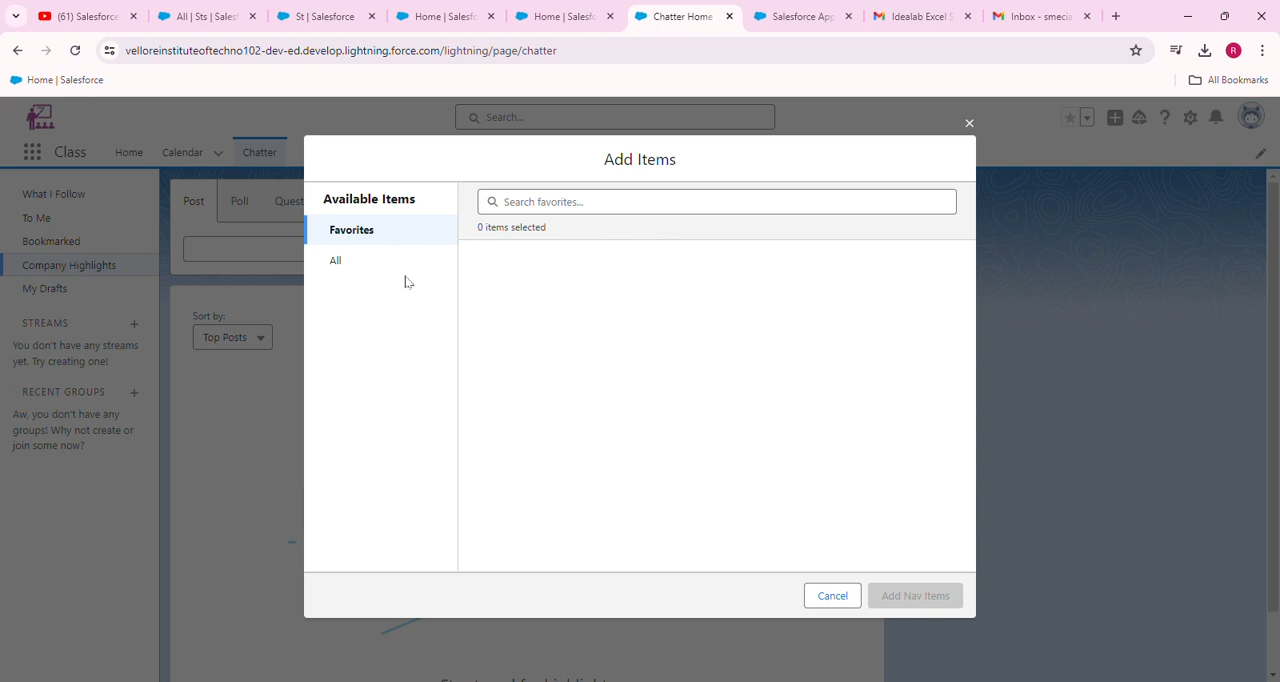 (61) Salesforce
All | Sts | Sales
St | Salesforce
Home | Salesfo
Home | Salesfo
Chatter Home
Salesforce App
Idealab Excel S
Inbox - smecia
velloreinstituteoftechno102-dev-ed.develop.lightning.force.com/lightning/page/chatter
R
Home | Salesforce
All Bookmarks
Search...
Class
Home
Calendar
Chatter
Add Items
What I Follow
To Me
Bookmarked
Company Highlights
My Drafts
STREAMS
You don't have any streams
yet. Try creating one!
RECENT GROUPS
Aw, you don't have any
groups! Why not create or
join some now?
Post
Poll
Quest
Sort by:
Top Posts
Available Items
Favorites
All
Search favorites...
0 items selected
Cancel
Add Nav Items